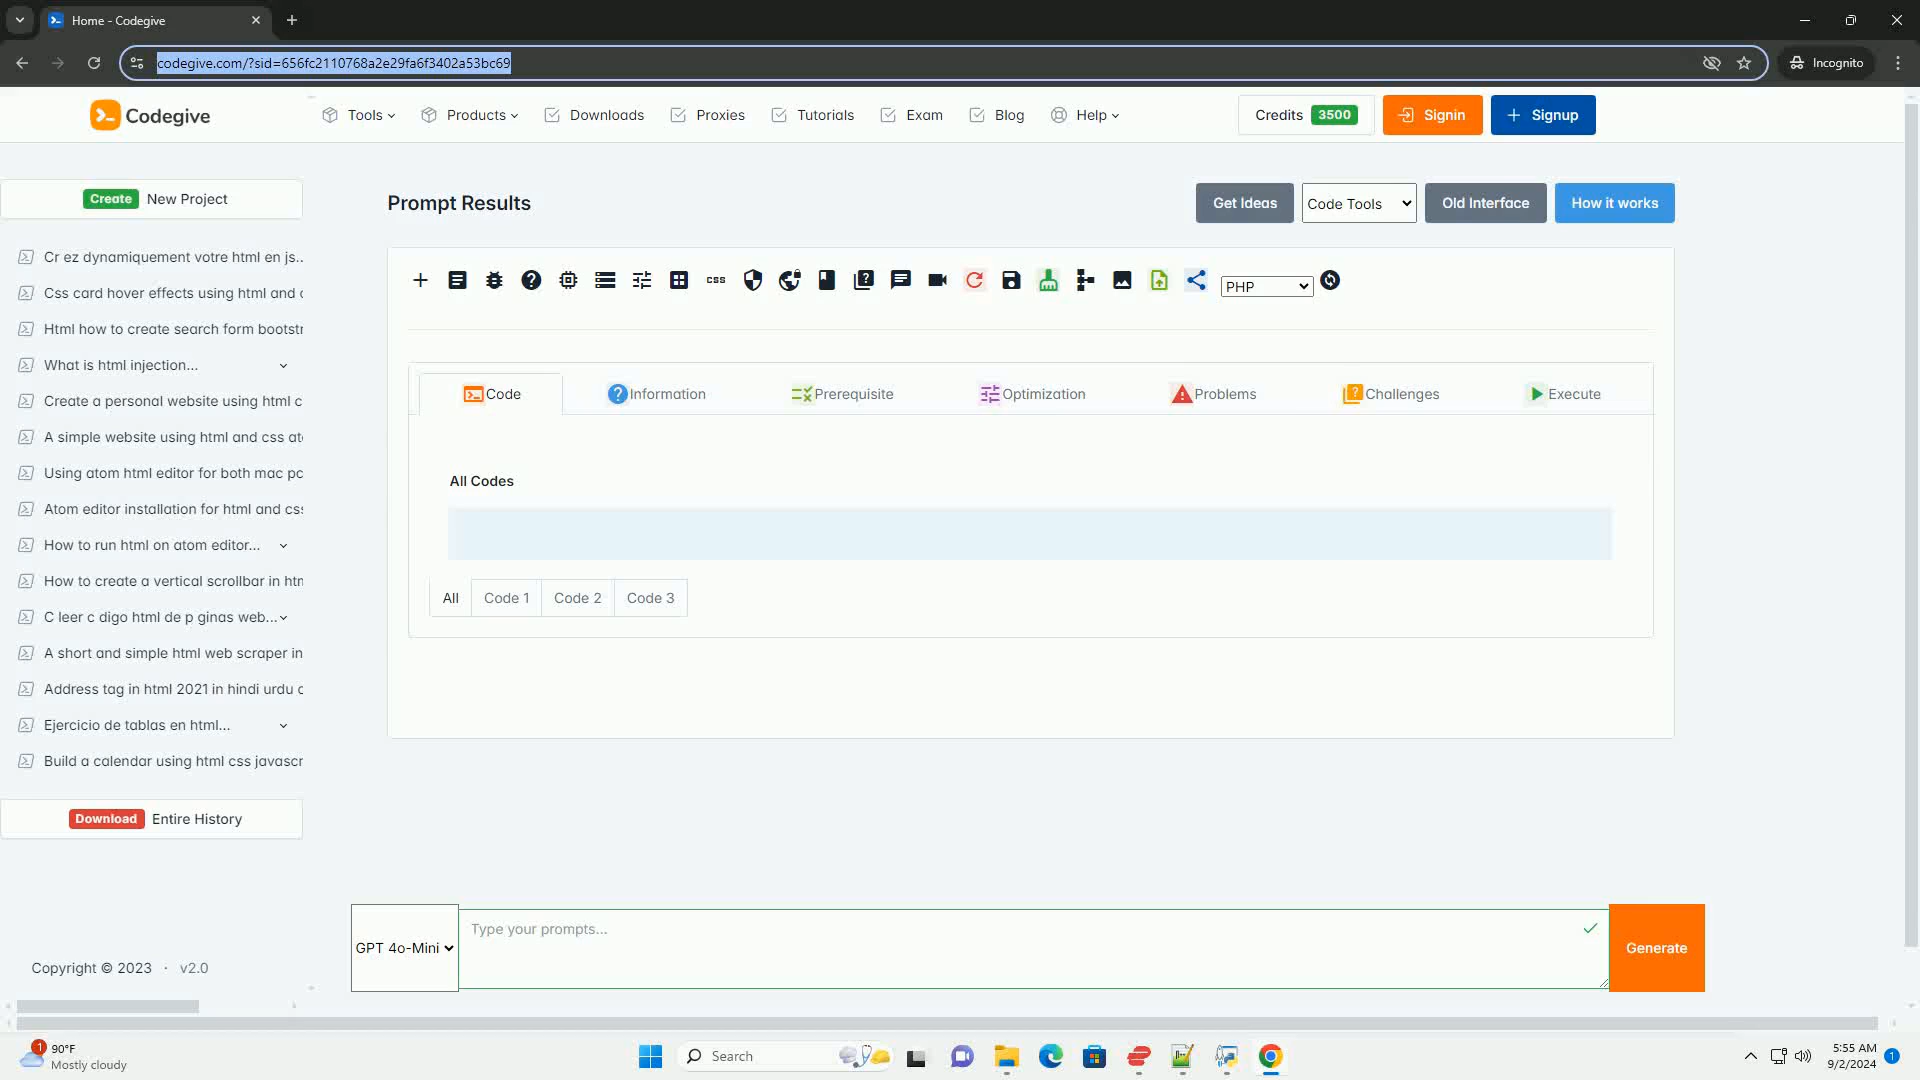 Home - Codegive
codegive.com/?sid=656fc2110768a2e29fa6f3402a53bc69
Incognito
Codegive
Tools
Products
Downloads
Proxies
Tutorials
Exam
Blog
Help
Credits 3500
Signin
Signup
Create New Project
Cr ez dynamiquement votre html en js...
Css card hover effects using html and c
Html how to create search form bootstr
What is html injection...
Create a personal website using html c
A simple website using html and css ato
Using atom html editor for both mac pc
Atom editor installation for html and css
How to run html on atom editor...
How to create a vertical scrollbar in htm
C leer c digo html de p ginas web...
A short and simple html web scraper in
Address tag in html 2021 in hindi urdu c
Ejercicio de tablas en html...
Build a calendar using html css javascr
Download Entire History
Copyright © 2023 · v2.0
Prompt Results
Get Ideas
Code Tools
Old Interface
How it works
css
PHP
Code
Information
Prerequisite
Optimization
Problems
Challenges
Execute
All Codes
All
Code 1
Code 2
Code 3
GPT 4o-Mini
Type your prompts...
Generate
1
90°F
Mostly cloudy
Search
5:55 AM
9/2/2024
1